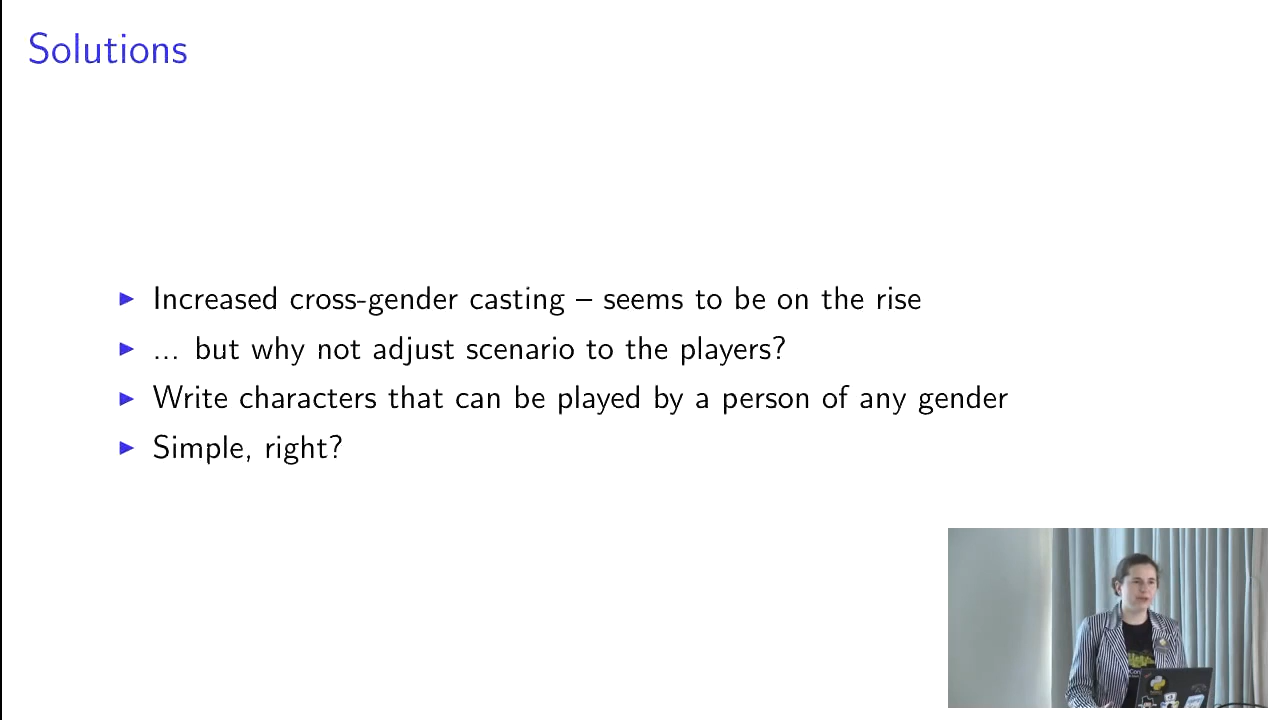 Solutions
Increased cross-gender casting – seems to be on the rise
... but why not adjust scenario to the players?
Write characters that can be played by a person of any gender
Simple, right?